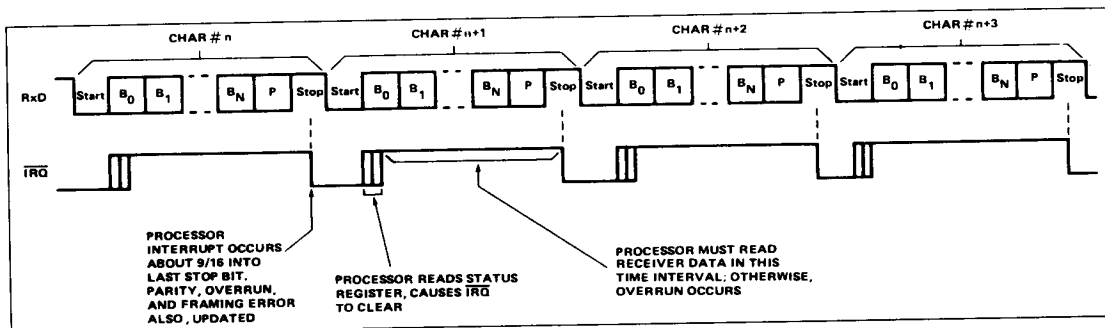 CHAR # n CHAR # n+1 CHAR # n+2 CHAR # n+3
RxD Start B0 B1 BN P Stop Start B0 B1 BN P Stop Start B0 B1 BN P Stop Start B0 B1 BN P Stop
IRQ
PROCESSOR
INTERRUPT OCCURS
ABOUT 9/16 INTO
LAST STOP BIT.
PARITY, OVERRUN,
AND FRAMING ERROR
ALSO, UPDATED
PROCESSOR READS STATUS
REGISTER, CAUSES IRQ
TO CLEAR
PROCESSOR MUST READ
RECEIVER DATA IN THIS
TIME INTERVAL; OTHERWISE,
OVERRUN OCCURS